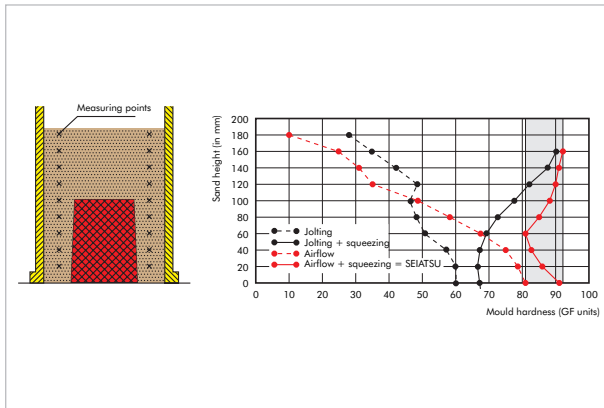 Measuring points
Sand height (in mm)
200
180
160
140
120
100
80
60
40
20
0
Jolting
Jolting + squeezing
Airflow
Airflow + squeezing = SEIATSU
0 10 20 30 40 50 60 70 80 90 100
Mould hardness (GF units)